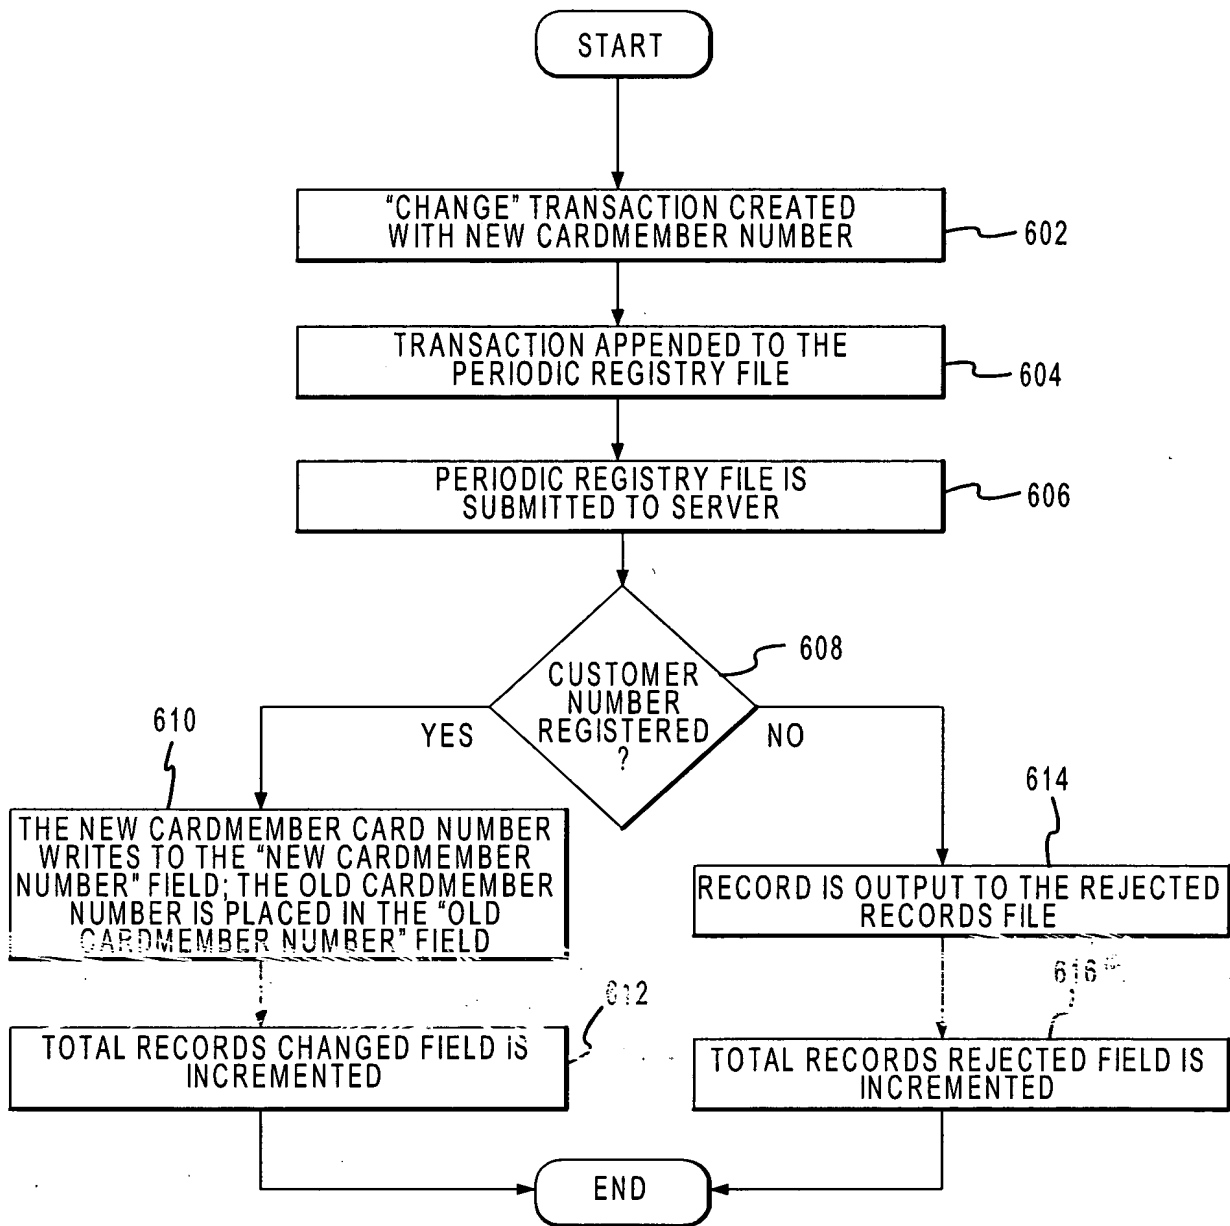 START
"CHANGE" TRANSACTION CREATED
WITH NEW CARDMEMBER NUMBER
602
TRANSACTION APPENDED TO THE
PERIODIC REGISTRY FILE
604
PERIODIC REGISTRY FILE IS
SUBMITTED TO SERVER
606
608
CUSTOMER
NUMBER
REGISTERED
?
YES
NO
610
THE NEW CARDMEMBER CARD NUMBER
WRITES TO THE "NEW CARDMEMBER
NUMBER" FIELD; THE OLD CARDMEMBER
NUMBER IS PLACED IN THE "OLD
CARDMEMBER NUMBER" FIELD
614
RECORD IS OUTPUT TO THE REJECTED
RECORDS FILE
612
TOTAL RECORDS CHANGED FIELD IS
INCREMENTED
616
TOTAL RECORDS REJECTED FIELD IS
INCREMENTED
END